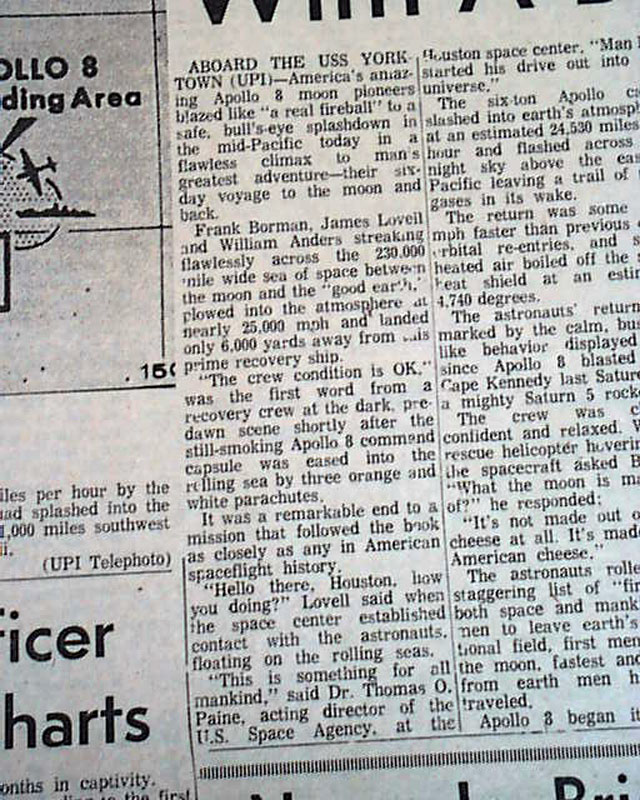 OLLO 8
ding Area
150
iles per hour by the
ad splashed into the
1,000 miles southwest
ii.
(UPI Telephoto)
ficer
harts
onths in captivity.
the first
ABOARD THE USS YORK-
TOWN (UPI)—America's amaz-
ing Apollo 8 moon pioneers
blazed like "a real fireball" to a
safe, bull's-eye splashdown in
the mid-Pacific today in a
flawless climax to man's
greatest adventure—their six-
day voyage to the moon and
back.
Frank Borman, James Lovell
and William Anders streaking
flawlessly across the 230,000
mile wide sea of space between
the moon and the "good earth,"
plowed into the atmosphere at
nearly 25,000 mph and landed
only 6,000 yards away from
prime recovery ship.
"The crew condition is OK,"
was the first word from a
recovery crew at the dark, pre-
dawn scene shortly after the
still-smoking Apollo 8 command
capsule was eased into the
rolling sea by three orange and
white parachutes.
It was a remarkable end to a
mission that followed the book
as closely as any in American
spaceflight history.
"Hello there, Houston, how
you doing?" Lovell said when
the space center established
contact with the astronauts,
floating on the rolling seas.
"This is something for all
mankind," said Dr. Thomas O.
Paine, acting director of the
U.S. Space Agency, at the
Houston space center. "Man
started his drive out into
universe."
The six-ton Apollo c
slashed into earth's atmosp
at an estimated 24,530 miles
hour and flashed across
night sky above the ea
Pacific leaving a trail of
gases in its wake.
The return was some
mph faster than previous
orbital re-entries, and s
heated air boiled off the
heat shield at an estim
4,740 degrees.
The astronauts' return
marked by the calm, bu
like behavior displayed
since Apollo 8 blasted
Cape Kennedy last Satur
a mighty Saturn 5 rock
The crew was c
confident and relaxed.
rescue helicopter hoverin
the spacecraft asked B
"What the moon is ma
of?" he responded:
"It's not made out o
cheese at all. It's made
American cheese."
The astronauts rolle
staggering list of "fir
both space and mank
men to leave earth's
tional field, first men
the moon, fastest and
from earth men h
traveled.
Apollo 8 began it